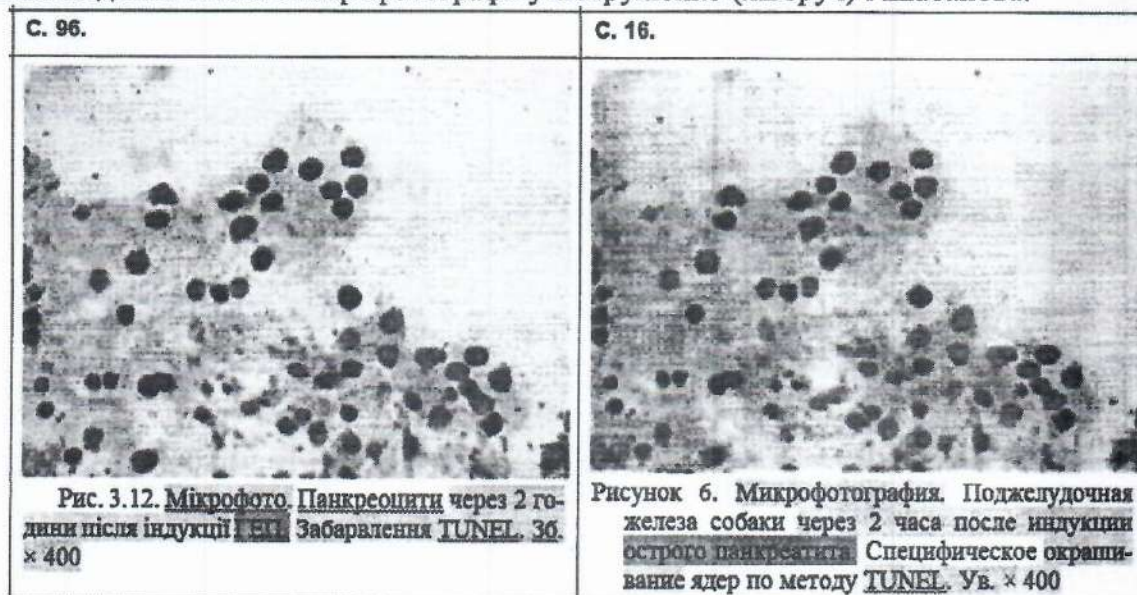 С. 96.
С. 16.
Рис. 3.12. Мікрофото. Панкреоцити через 2 го-
дини після індукції ГЕП. Забарвлення TUNEL. Зб.
× 400
Рисунок 6. Микрофотография. Поджелудочная
железа собаки через 2 часа после индукции
острого панкреатита. Специфическое окраши-
вание ядер по методу TUNEL. Ув. × 400